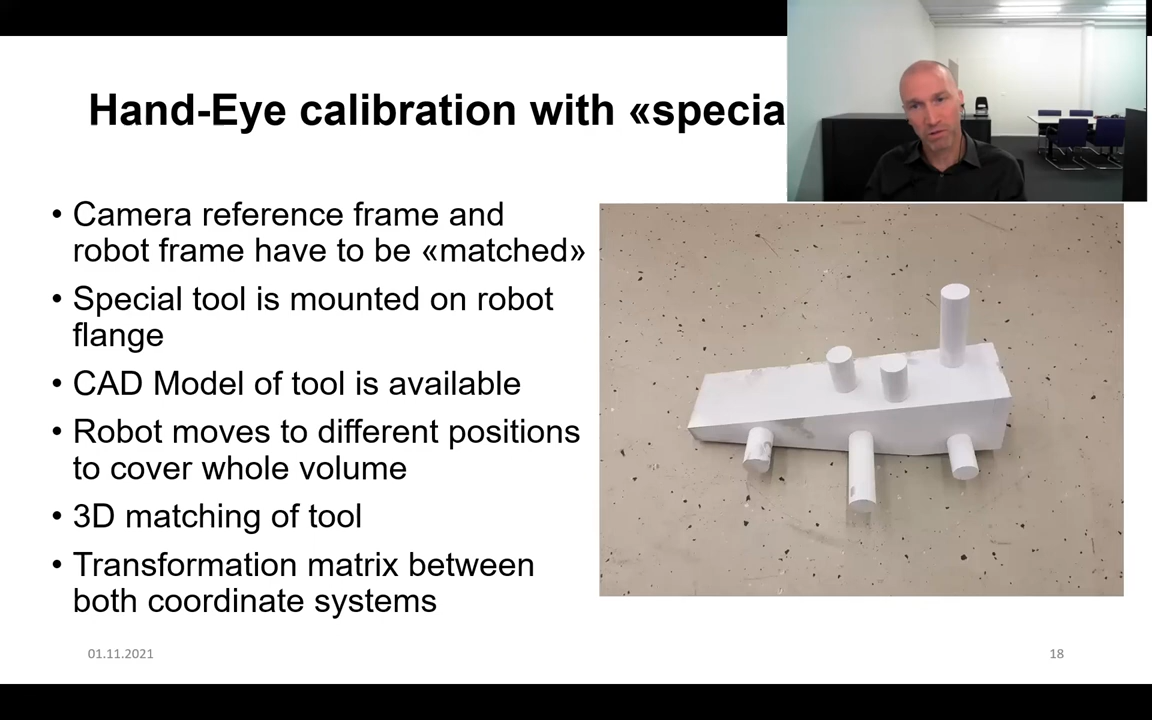 Hand-Eye calibration with «specia
• Camera reference frame and
robot frame have to be «matched»
• Special tool is mounted on robot
flange
• CAD Model of tool is available
• Robot moves to different positions
to cover whole volume
• 3D matching of tool
• Transformation matrix between
both coordinate systems
01.11.2021
18